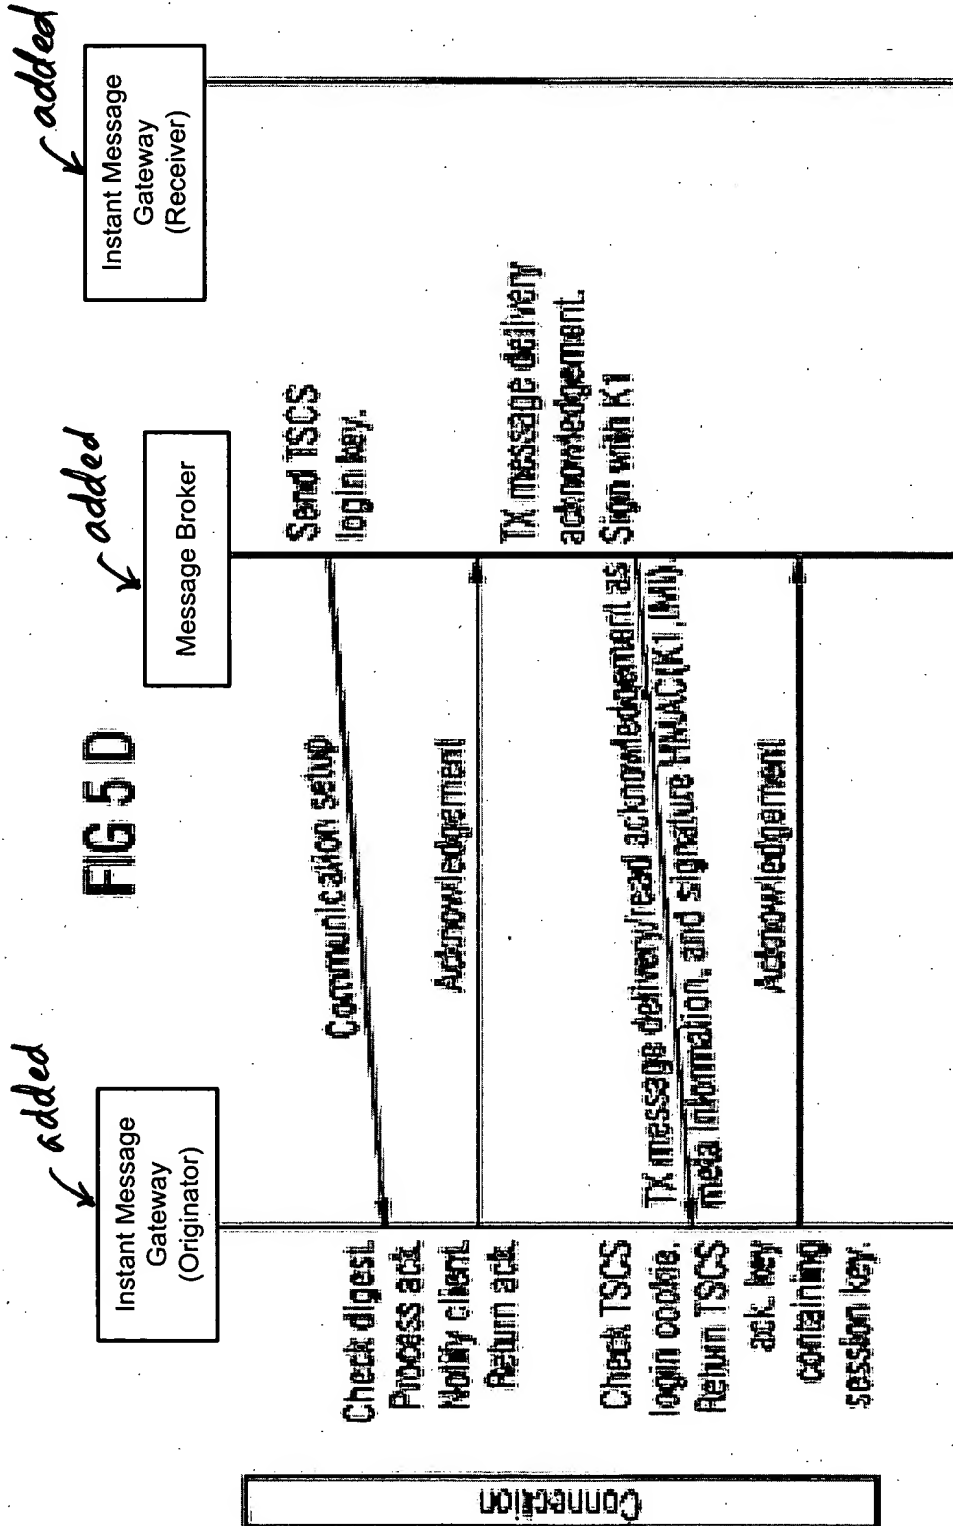 added
added
added
Instant Message
Gateway
(Originator)
Message Broker
Instant Message
Gateway
(Receiver)
FIG 5 D
Check digest.
Process ack.
Notify client.
Return ack.
Communication setup
Send TSCS
login key.
Acknowledgement
Check TSCS
login cookie.
Return TSCS
ack. key
containing
session key.
TX message delivery/read acknowledgement as
meta information, and signature HMAC(K1,[MI)
TX message delivery
acknowledgement.
Sign with K1
Acknowledgement
Connection